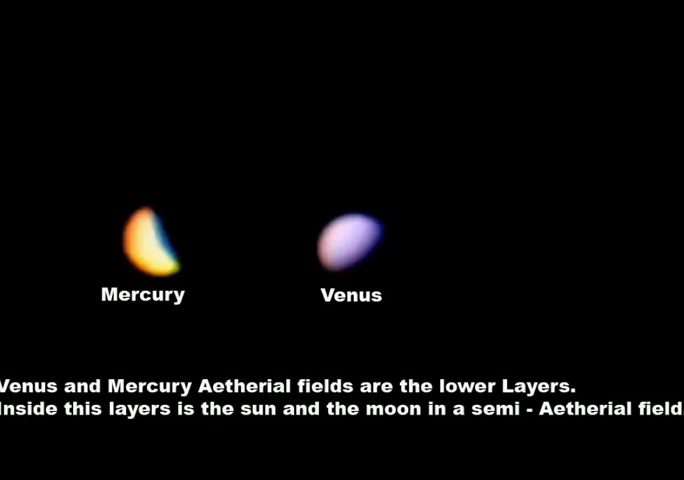 Mercury
Venus
Venus and Mercury Aetherial fields are the lower Layers.
Inside this layers is the sun and the moon in a semi - Aetherial field.